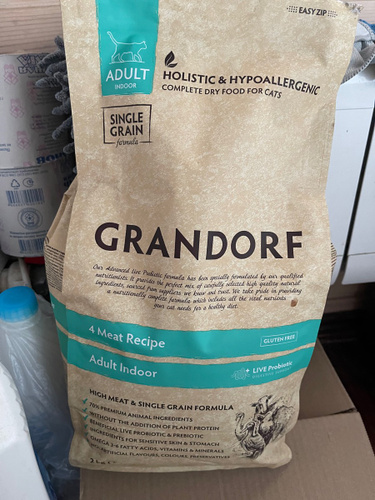 EASY ZIP
ADULT
INDOOR
HOLISTIC & HYPOALLERGENIC
COMPLETE DRY FOOD FOR CATS
SINGLE
GRAIN
formula
GRANDORF
Our Advanced Live Probiotic formula has been specially formulated by our qualified
nutritionists. It provides the perfect mix of carefully selected high quality natural
ingredients, sourced from suppliers we know and trust. We take pride in providing
a nutritionally complete formula which includes all the vital nutrients
your cat needs for a healthy diet.
4 Meat Recipe
GLUTEN FREE
Adult Indoor
LIVE Probiotic
HIGH MEAT & SINGLE GRAIN FORMULA
70% PREMIUM ANIMAL INGREDIENTS
WITHOUT THE ADDITION OF PLANT PROTEIN
BENEFICIAL LIVE PROBIOTIC & PREBIOTIC
INGREDIENTS FOR SENSITIVE SKIN & STOMACH
OMEGA 3-6 FATTY ACIDS, VITAMINS & MINERALS
ARTIFICIAL FLAVOURS, COLOURS, PRESERVATIVES